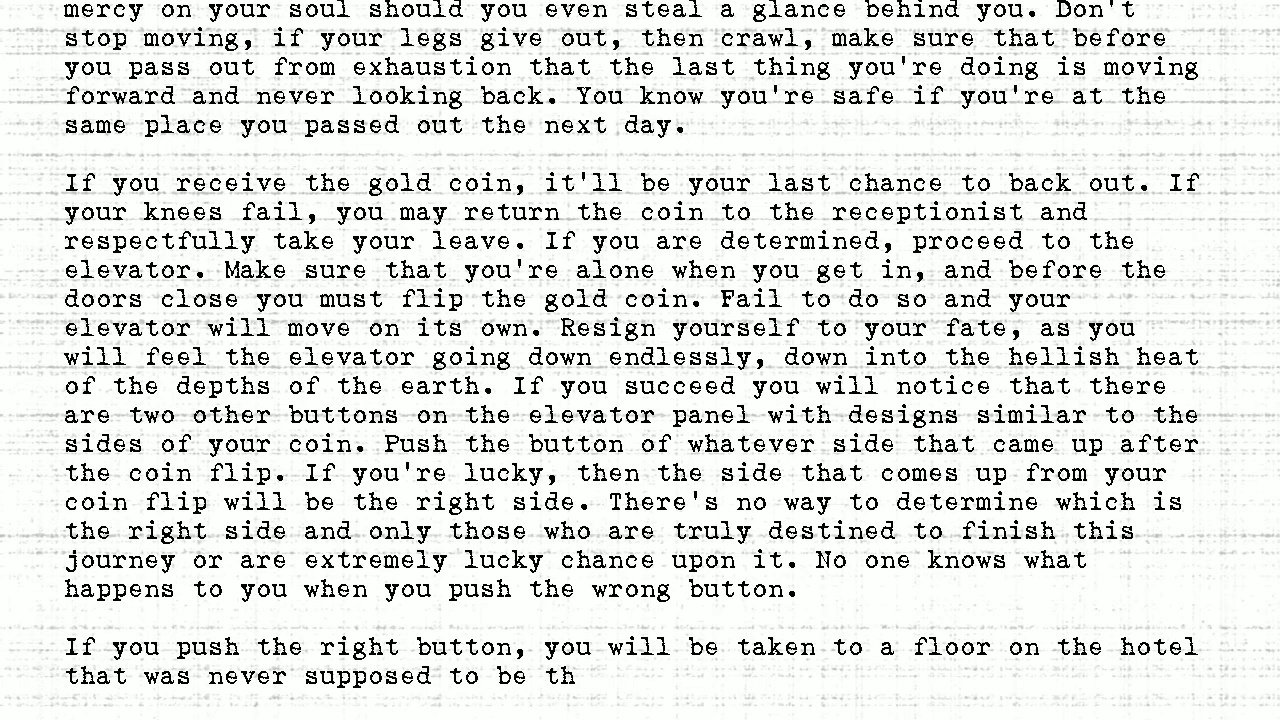 mercy on your soul should you even steal a glance behind you. Don't
stop moving, if your legs give out, then crawl, make sure that before
you pass out from exhaustion that the last thing you're doing is moving
forward and never looking back. You know you're safe if you're at the
same place you passed out the next day.

If you receive the gold coin, it'll be your last chance to back out. If
your knees fail, you may return the coin to the receptionist and
respectfully take your leave. If you are determined, proceed to the
elevator. Make sure that you're alone when you get in, and before the
doors close you must flip the gold coin. Fail to do so and your
elevator will move on its own. Resign yourself to your fate, as you
will feel the elevator going down endlessly, down into the hellish heat
of the depths of the earth. If you succeed you will notice that there
are two other buttons on the elevator panel with designs similar to the
sides of your coin. Push the button of whatever side that came up after
the coin flip. If you're lucky, then the side that comes up from your
coin flip will be the right side. There's no way to determine which is
the right side and only those who are truly destined to finish this
journey or are extremely lucky chance upon it. No one knows what
happens to you when you push the wrong button.

If you push the right button, you will be taken to a floor on the hotel
that was never supposed to be th